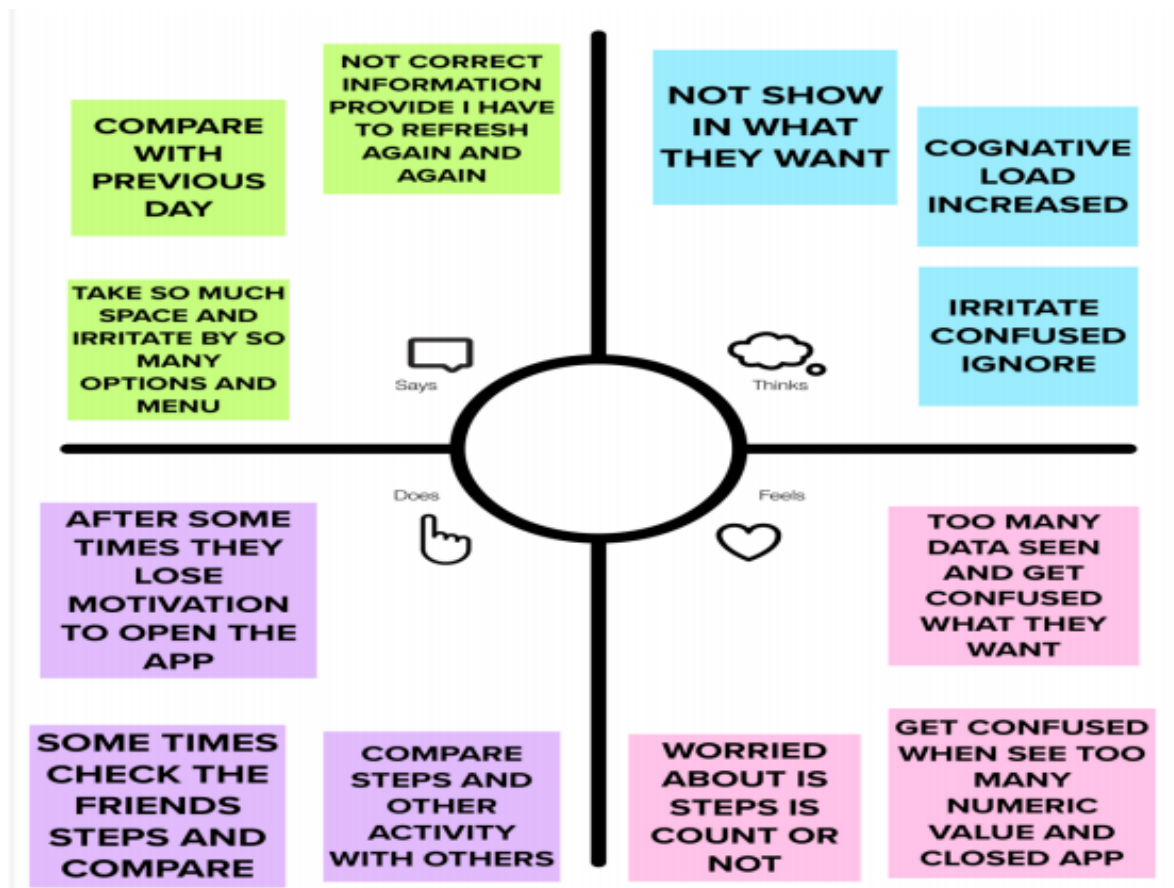 COMPARE
WITH
PREVIOUS
DAY
NOT CORRECT
INFORMATION
PROVIDE I HAVE
TO REFRESH
AGAIN AND
AGAIN
TAKE SO MUCH
SPACE AND
IRRITATE BY SO
MANY
OPTIONS AND
MENU
Says
NOT SHOW
IN WHAT
THEY WANT
COGNATIVE
LOAD
INCREASED
IRRITATE
CONFUSED
IGNORE
Thinks
Does
AFTER SOME
TIMES THEY
LOSE
MOTIVATION
TO OPEN THE
APP
SOME TIMES
CHECK THE
FRIENDS
STEPS AND
COMPARE
COMPARE
STEPS AND
OTHER
ACTIVITY
WITH OTHERS
Feels
TOO MANY
DATA SEEN
AND GET
CONFUSED
WHAT THEY
WANT
WORRIED
ABOUT IS
STEPS IS
COUNT OR
NOT
GET CONFUSED
WHEN SEE TOO
MANY
NUMERIC
VALUE AND
CLOSED APP